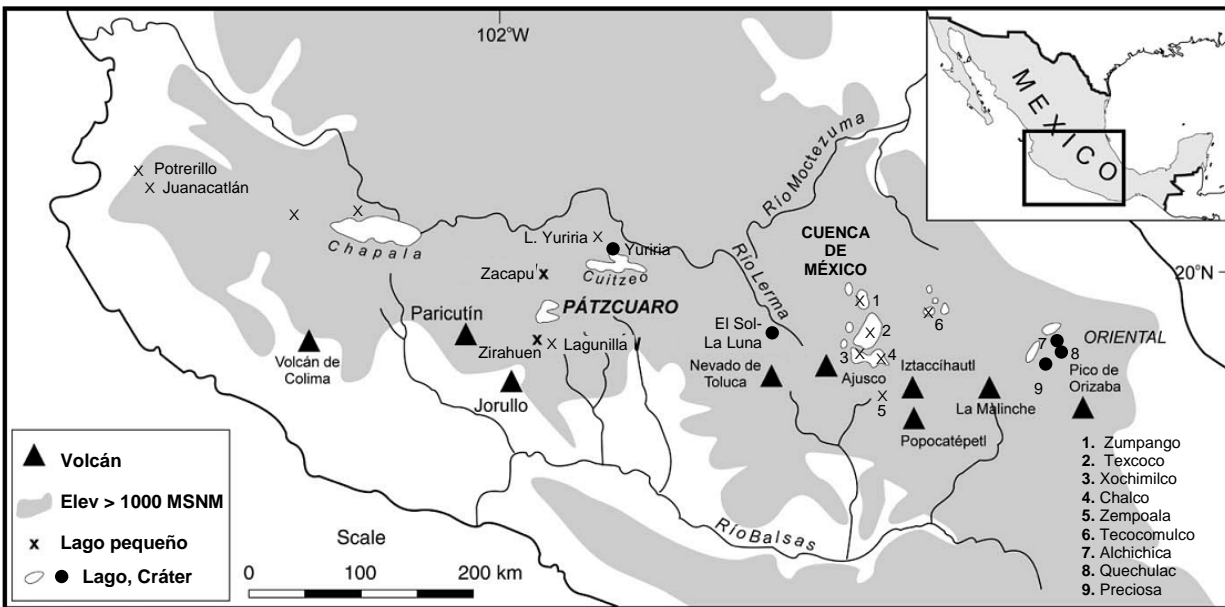 102°W
MEXICO
Potrerillo
Juanacatlán
Chapala
L. Yuriria
Yuriria
Cuitzeo
Zacapu
PÁTZCUARO
Paricutín
Zirahuen
Lagunilla
Volcán de
Colima
Jorullo
Río Moctezuma
Río Lerma
CUENCA
DE
MÉXICO
20°N
1
2
3
4
5
6
7
8
9
El Sol-
La Luna
Nevado de
Toluca
Ajusco
Iztaccíhautl
Popocatépetl
La Malinche
ORIENTAL
Pico de
Orizaba
Río Balsas
Volcán
Elev > 1000 MSNM
x Lago pequeño
Lago, Cráter
Scale
0 100 200 km
1. Zumpango
2. Texcoco
3. Xochimilco
4. Chalco
5. Zempoala
6. Tecocomulco
7. Alchichica
8. Quechulac
9. Preciosa